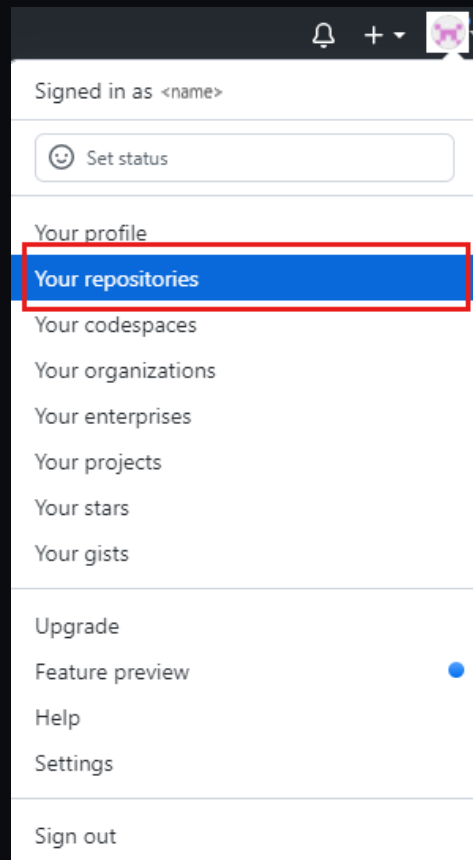 Signed in as <name>
Set status
Your profile
Your repositories
Your codespaces
Your organizations
Your enterprises
Your projects
Your stars
Your gists
Upgrade
Feature preview
Help
Settings
Sign out